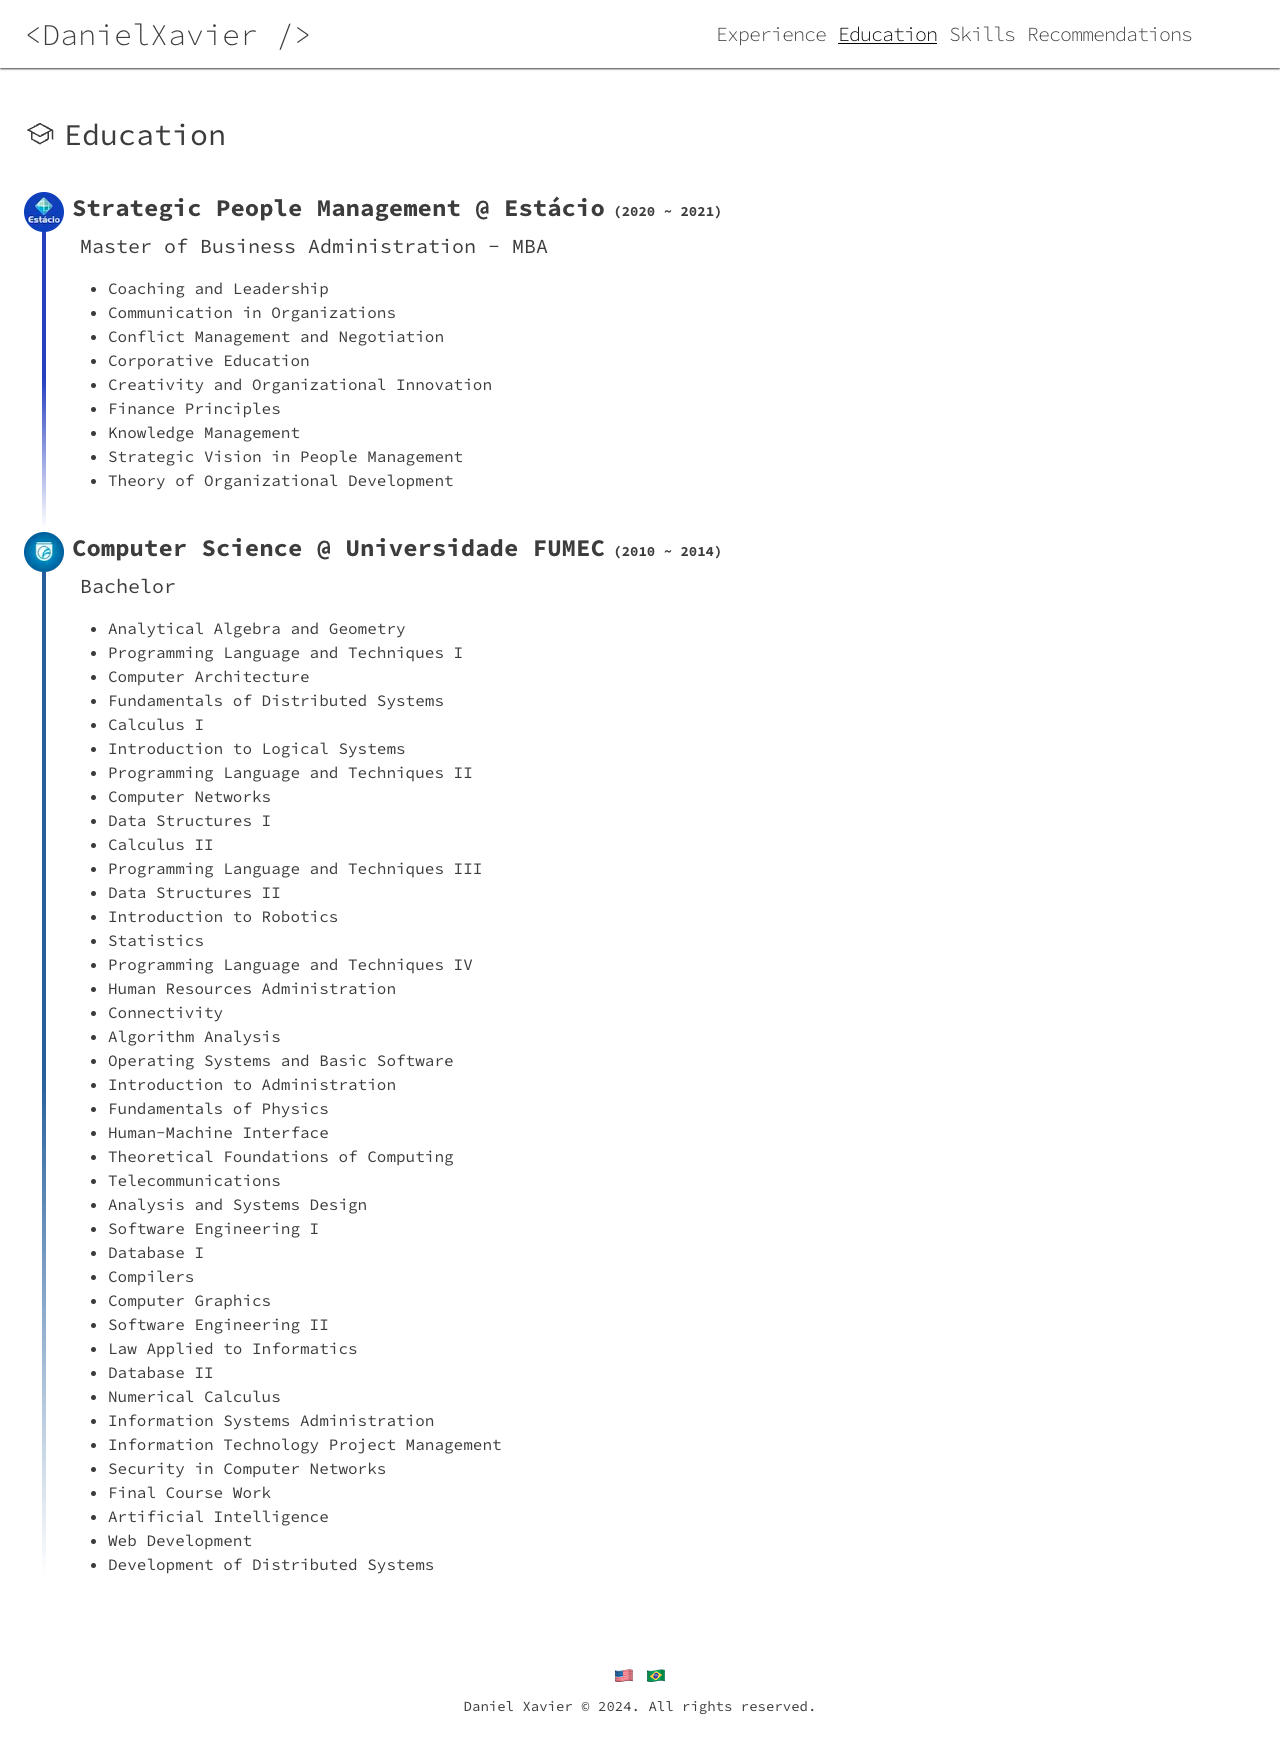 <DanielXavier />
Experience Education Skills Recommendations
Education
Estácio
Strategic People Management @ Estácio (2020 ~ 2021)
Master of Business Administration - MBA
• Coaching and Leadership
• Communication in Organizations
• Conflict Management and Negotiation
• Corporative Education
• Creativity and Organizational Innovation
• Finance Principles
• Knowledge Management
• Strategic Vision in People Management
• Theory of Organizational Development
Computer Science @ Universidade FUMEC (2010 ~ 2014)
Bachelor
• Analytical Algebra and Geometry
• Programming Language and Techniques I
• Computer Architecture
• Fundamentals of Distributed Systems
• Calculus I
• Introduction to Logical Systems
• Programming Language and Techniques II
• Computer Networks
• Data Structures I
• Calculus II
• Programming Language and Techniques III
• Data Structures II
• Introduction to Robotics
• Statistics
• Programming Language and Techniques IV
• Human Resources Administration
• Connectivity
• Algorithm Analysis
• Operating Systems and Basic Software
• Introduction to Administration
• Fundamentals of Physics
• Human-Machine Interface
• Theoretical Foundations of Computing
• Telecommunications
• Analysis and Systems Design
• Software Engineering I
• Database I
• Compilers
• Computer Graphics
• Software Engineering II
• Law Applied to Informatics
• Database II
• Numerical Calculus
• Information Systems Administration
• Information Technology Project Management
• Security in Computer Networks
• Final Course Work
• Artificial Intelligence
• Web Development
• Development of Distributed Systems
Daniel Xavier © 2024. All rights reserved.